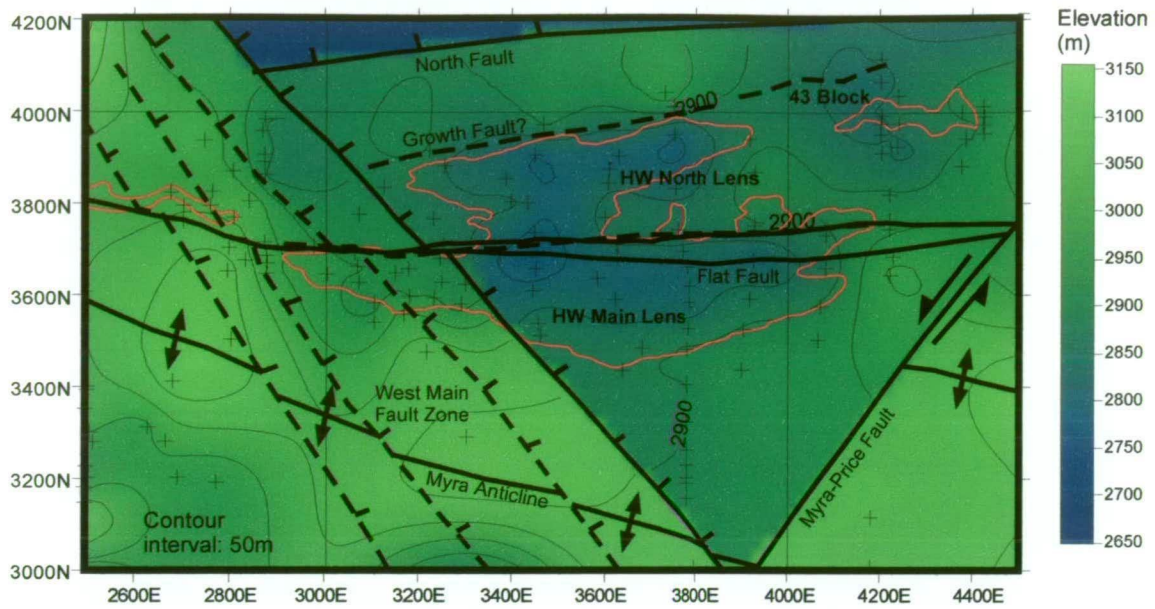 4200N
4000N
3800N
3600N
3400N
3200N
3000N
North Fault
2900
43 Block
Growth Fault?
HW North Lens
2900
Flat Fault
HW Main Lens
West Main
Fault Zone
2900
Myra Anticline
Myra-Price Fault
Contour
interval: 50m
2600E
2800E
3000E
3200E
3400E
3600E
3800E
4000E
4200E
4400E
Elevation
(m)
3150
3100
3050
3000
2950
2900
2850
2800
2750
2700
2650